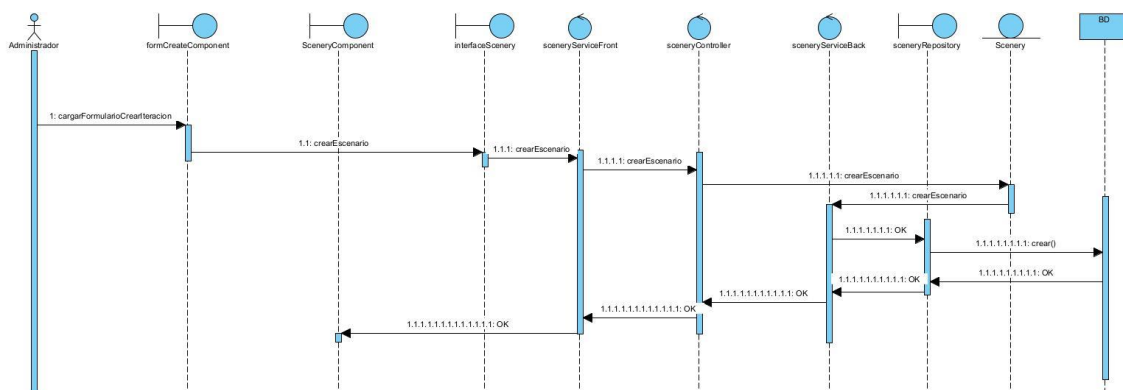 BD
Administrador
formCreateComponent
SceneryComponent
interfaceScenery
sceneryServiceFront
sceneryController
sceneryServiceBack
sceneryRepository
Scenery
1: cargarFormularioCrearIteracion
1.1: crearEscenario
1.1.1: crearEscenario
1.1.1.1: crearEscenario
1.1.1.1.1: crearEscenario
1.1.1.1.1.1: crearEscenario
1.1.1.1.1.1.1: OK
1.1.1.1.1.1.1.1: crear()
1.1.1.1.1.1.1.1.1: OK
1.1.1.1.1.1.1.1.1.1: OK
1.1.1.1.1.1.1.1.1.1.1: OK
1.1.1.1.1.1.1.1.1.1.1.1: OK
1.1.1.1.1.1.1.1.1.1.1.1.1: OK